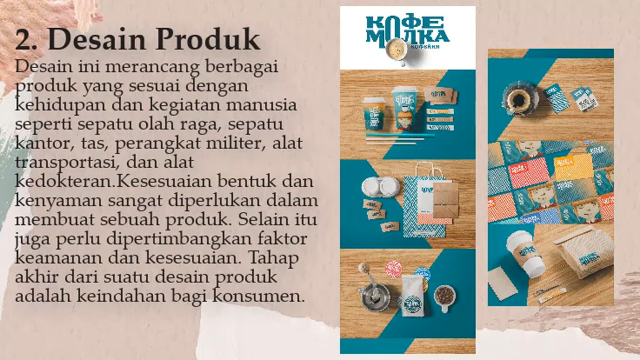 2. Desain Produk
Desain ini merancang berbagai
produk yang sesuai dengan
kehidupan dan kegiatan manusia
seperti sepatu olah raga, sepatu
kantor, tas, perangkat militer, alat
transportasi, dan alat
kedokteran.Kesesuaian bentuk dan
kenyaman sangat diperlukan dalam
membuat sebuah produk. Selain itu
juga perlu dipertimbangkan faktor
keamanan dan kesesuaian. Tahap
akhir dari suatu desain produk
adalah keindahan bagi konsumen.
КОФЕ
МОЛКА